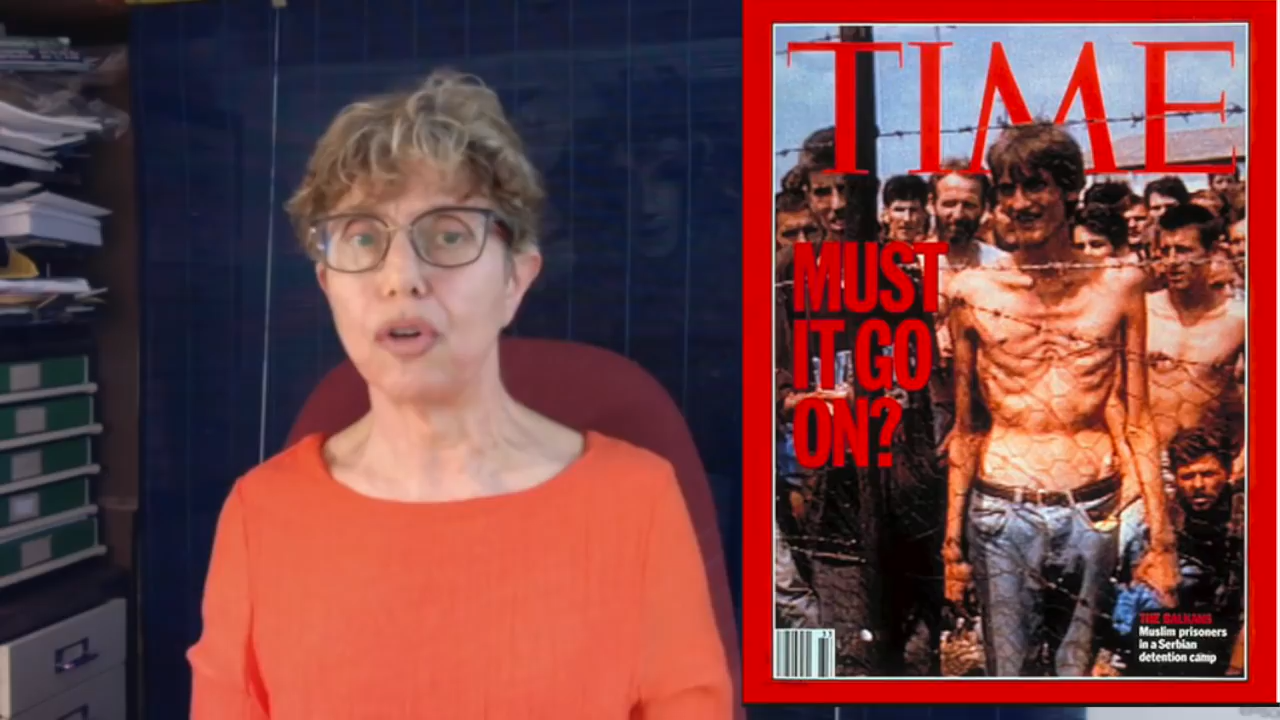 TIME
MUST
IT GO
ON?
THE BALKANS
Muslim prisoners
in a Serbian
detention camp